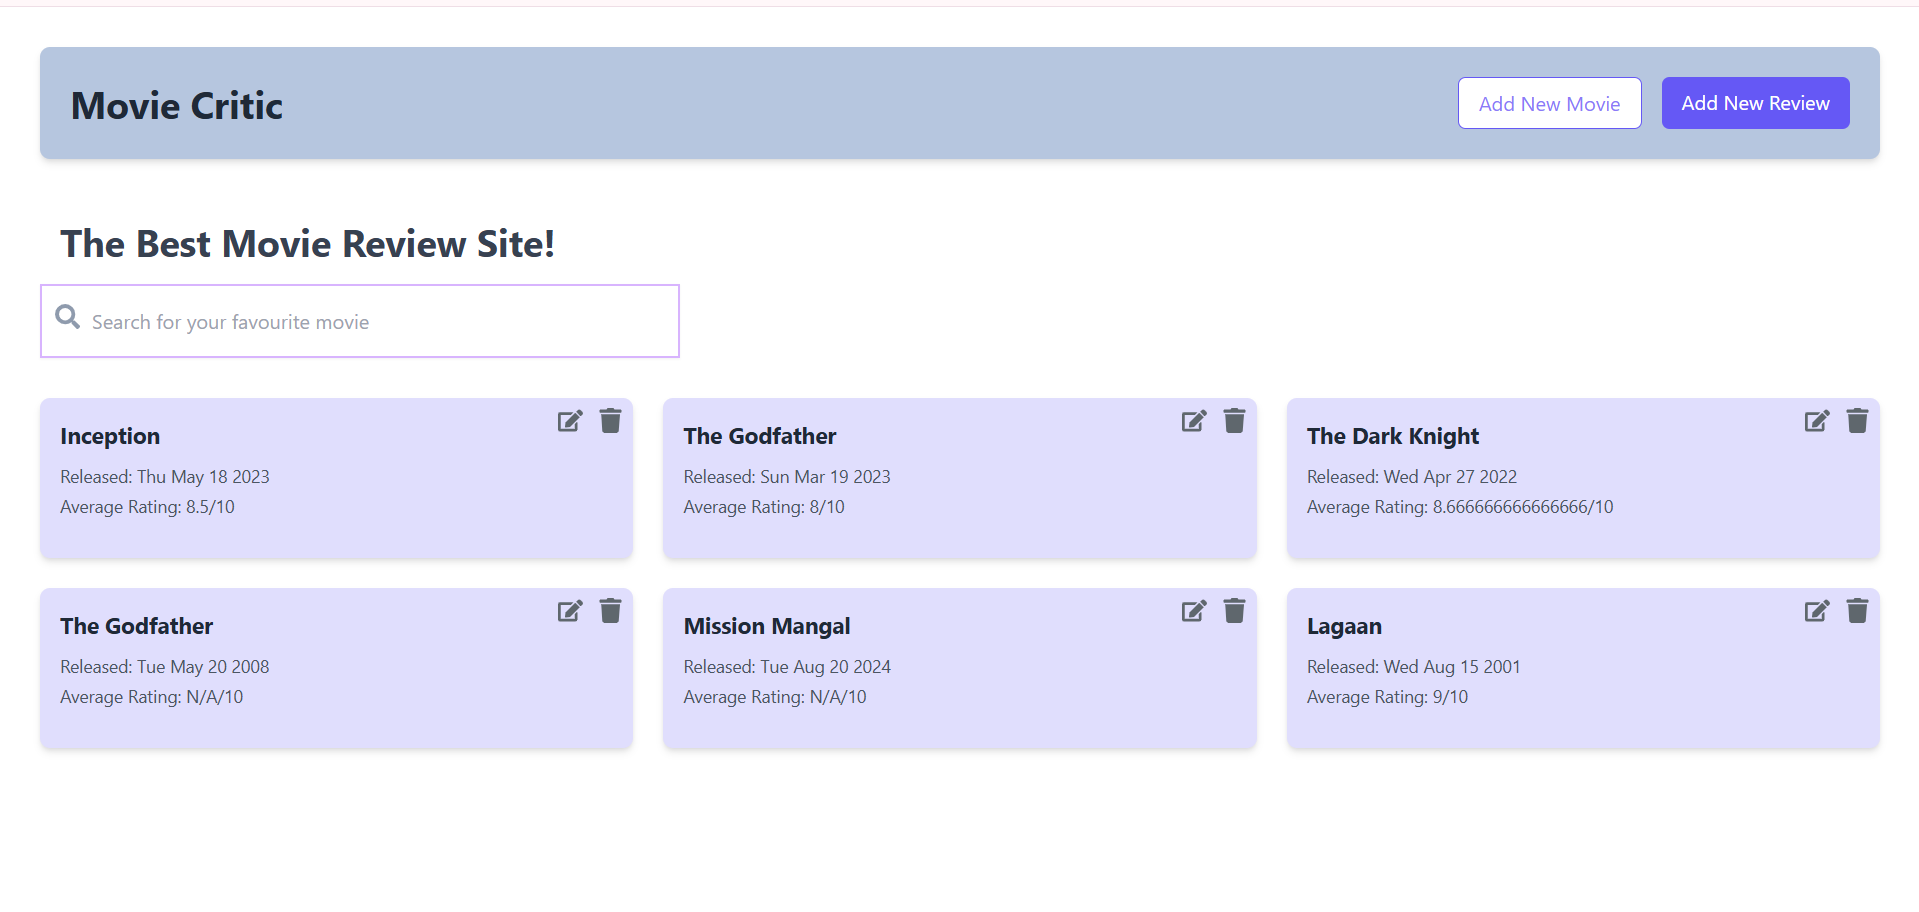 Movie Critic
Add New Movie
Add New Review
The Best Movie Review Site!
Search for your favourite movie
Inception
Released: Thu May 18 2023
Average Rating: 8.5/10
The Godfather
Released: Sun Mar 19 2023
Average Rating: 8/10
The Dark Knight
Released: Wed Apr 27 2022
Average Rating: 8.666666666666666/10
The Godfather
Released: Tue May 20 2008
Average Rating: N/A/10
Mission Mangal
Released: Tue Aug 20 2024
Average Rating: N/A/10
Lagaan
Released: Wed Aug 15 2001
Average Rating: 9/10